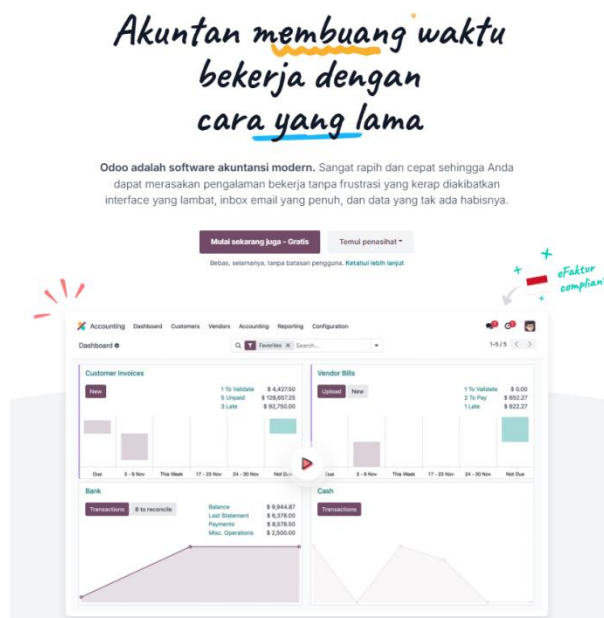 Akuntan membuang waktu
bekerja dengan
cara yang lama
Odoo adalah software akuntansi modern. Sangat rapih dan cepat sehingga Anda
dapat merasakan pengalaman bekerja tanpa frustrasi yang kerap diakibatkan
interface yang lambat, inbox email yang penuh, dan data yang tak ada habisnya.
Mulai sekarang juga - Gratis
Temui penasihat
Bebas, selamanya, tanpa batasan pengguna. Ketahui lebih lanjut
eFaktur
complian
Accounting Dashboard Customers Vendors Accounting Reporting Configuration
Dashboard
Favorites × Search...
1-5 / 5
Customer Invoices
New
1 To Validate $ 4,427.00
5 Unpaid $ 128,657.25
3 Late $ 92,750.00
Due 3 - 9 Nov This Week 17 - 23 Nov 24 - 30 Nov Not Du
Vendor Bills
Upload New
1 To Validate $ 0.00
2 To Pay $ 652.27
1 Late $ 622.27
Due 3 - 9 Nov This Week 17 - 23 Nov 24 - 30 Nov Not Due
Bank
Transactions 6 to reconcile
Balance $ 9,944.87
Last Statement $ 6,378.00
Payments $ 8,578.50
Misc. Operations $ 2,500.00
Cash
Transactions